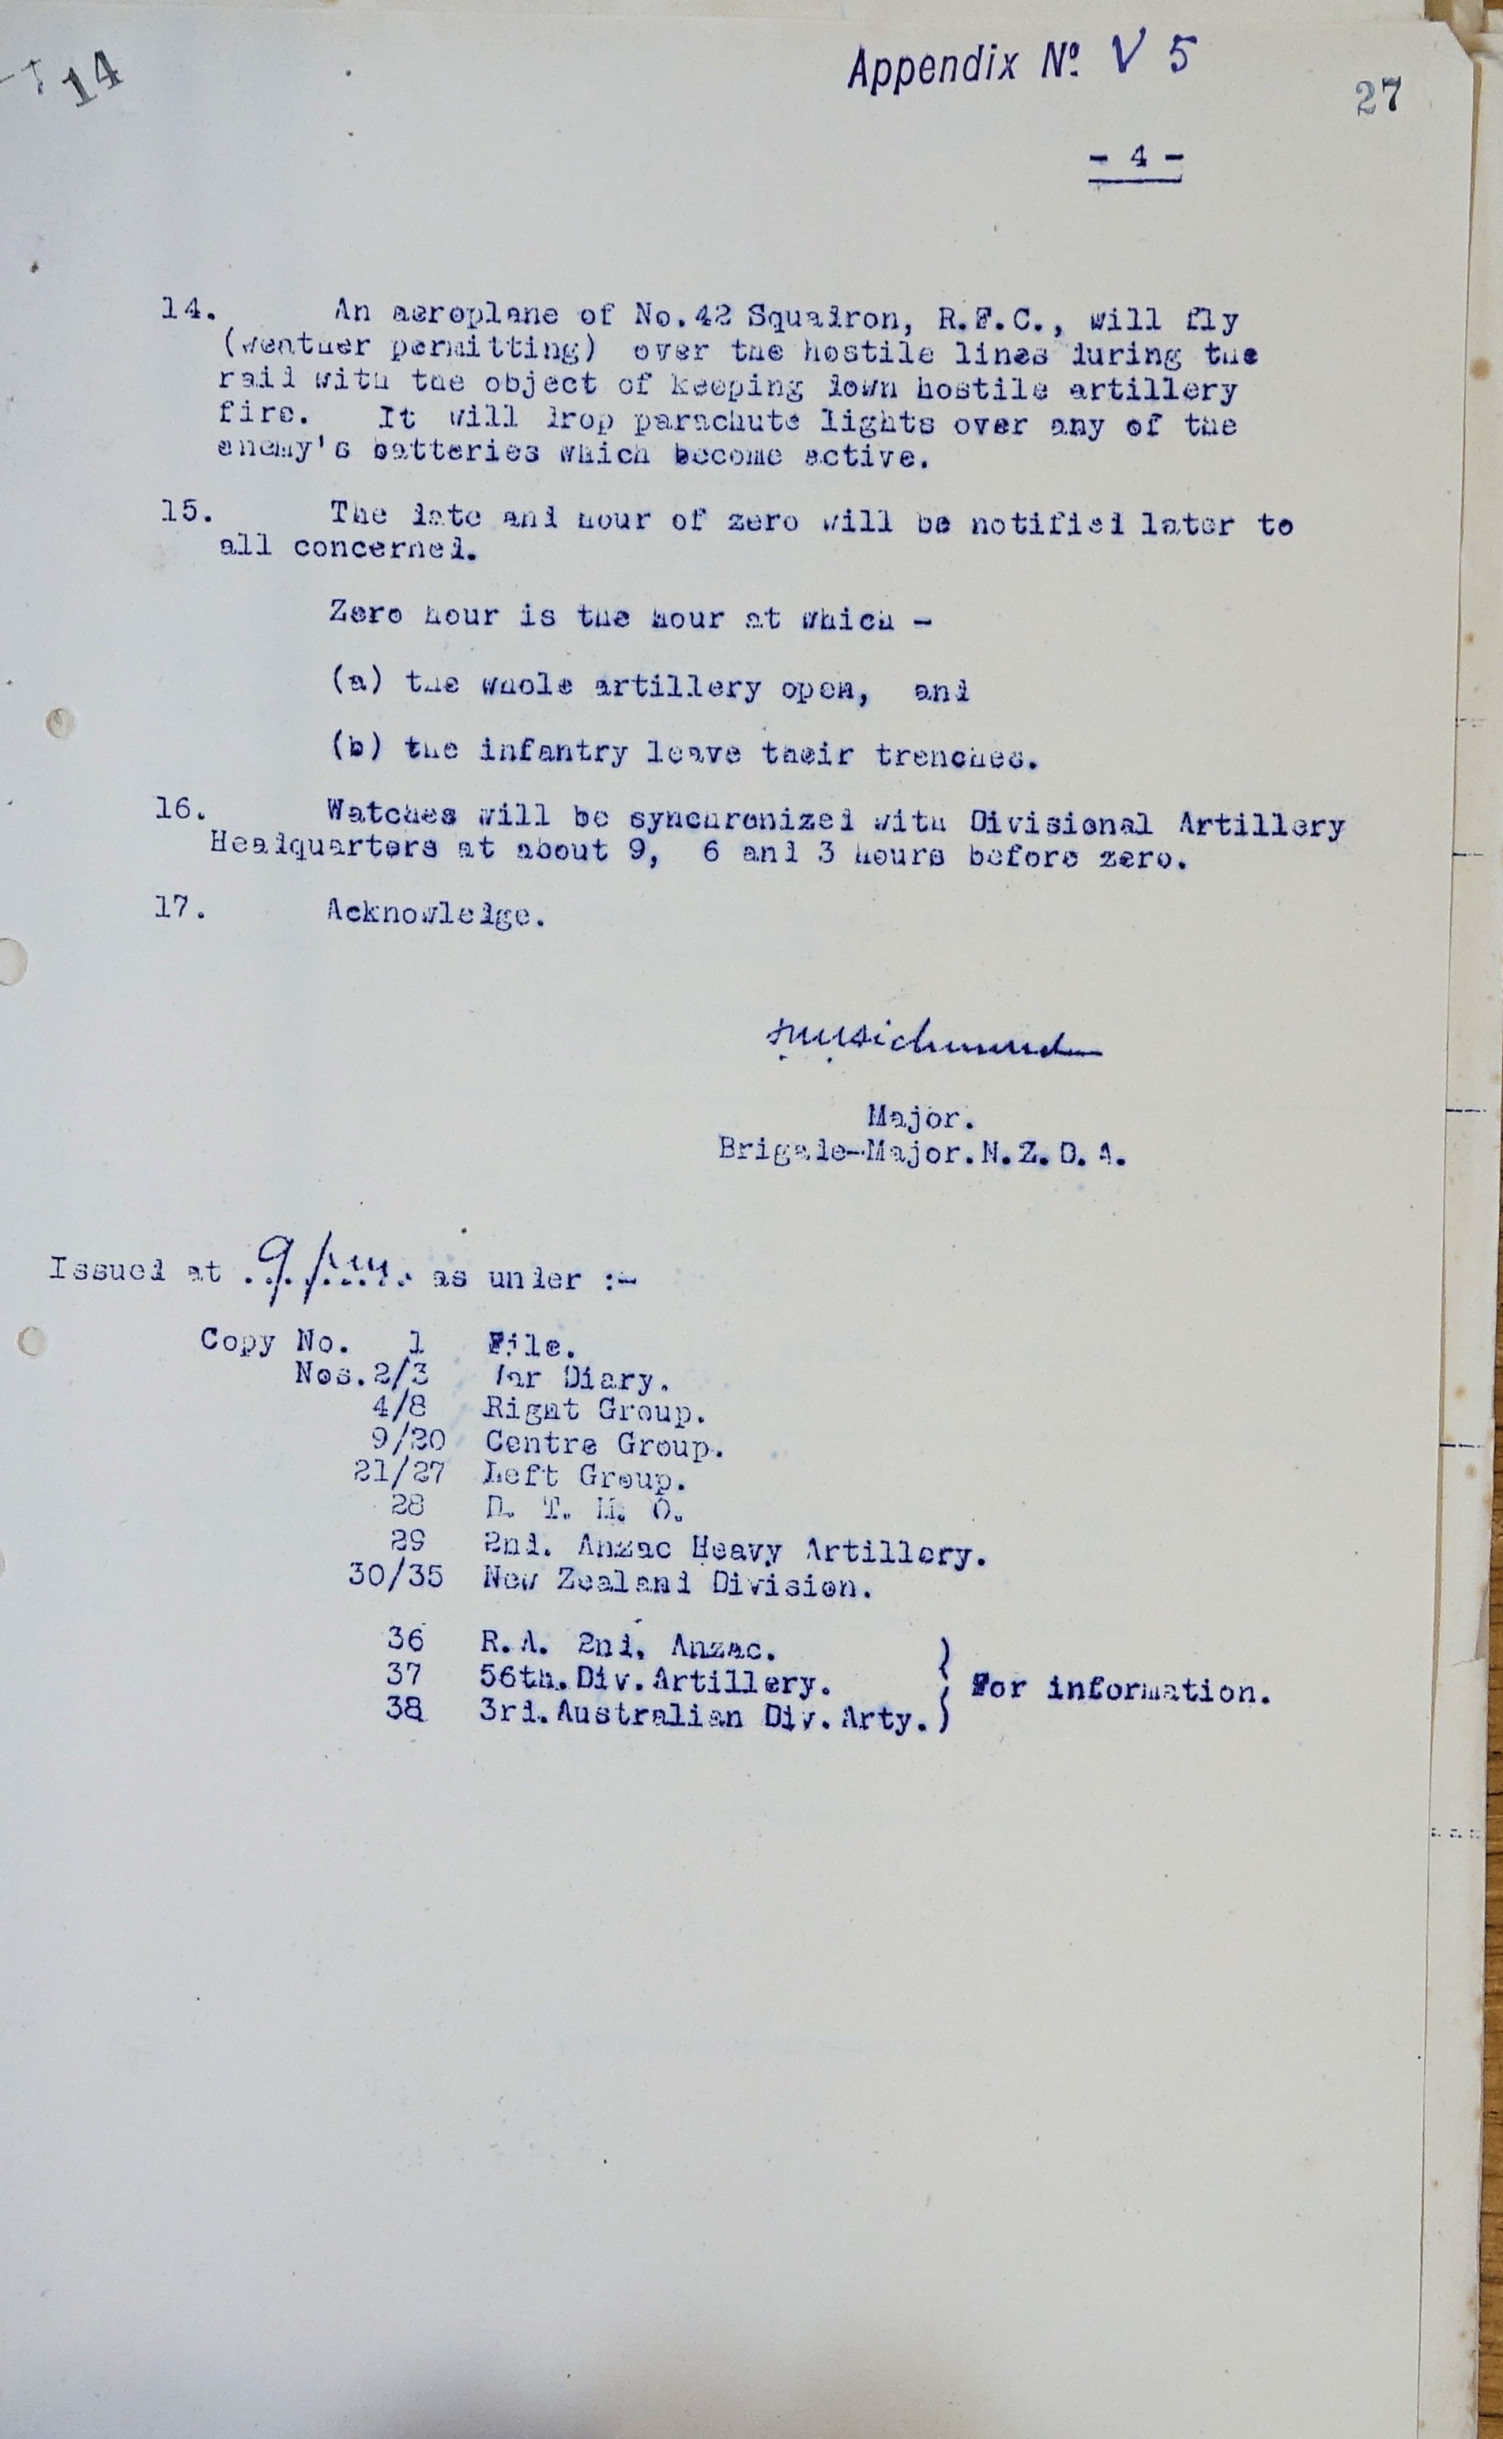 14
Appendix Nº V 5
27
- 4 -
14. An aeroplane of No.42 Squadron, R.F.C., will fly
(weather permitting) over the hostile lines during the
raid with the object of keeping down hostile artillery
fire. It will drop parachute lights over any of the
enemy's batteries which become active.
15. The date and hour of zero will be notified later to
all concerned.
Zero hour is the hour at which -
(a) the whole artillery open, and
(b) the infantry leave their trenches.
16. Watches will be synchronized with Divisional Artillery
Headquarters at about 9, 6 and 3 hours before zero.
17. Acknowledge.
Major.
Brigade-Major.N.Z.D.A.
Issued at 9 p.m. as under :-
Copy No. 1 File.
Nos.2/3 War Diary.
4/8 Right Group.
9/20 Centre Group.
21/27 Left Group.
28 D. T. M. O.
29 2nd. Anzac Heavy Artillery.
30/35 New Zealand Division.
36 R.A. 2nd. Anzac. )
37 56th.Div.Artillery. ) For information.
38 3rd.Australian Div.Arty.)